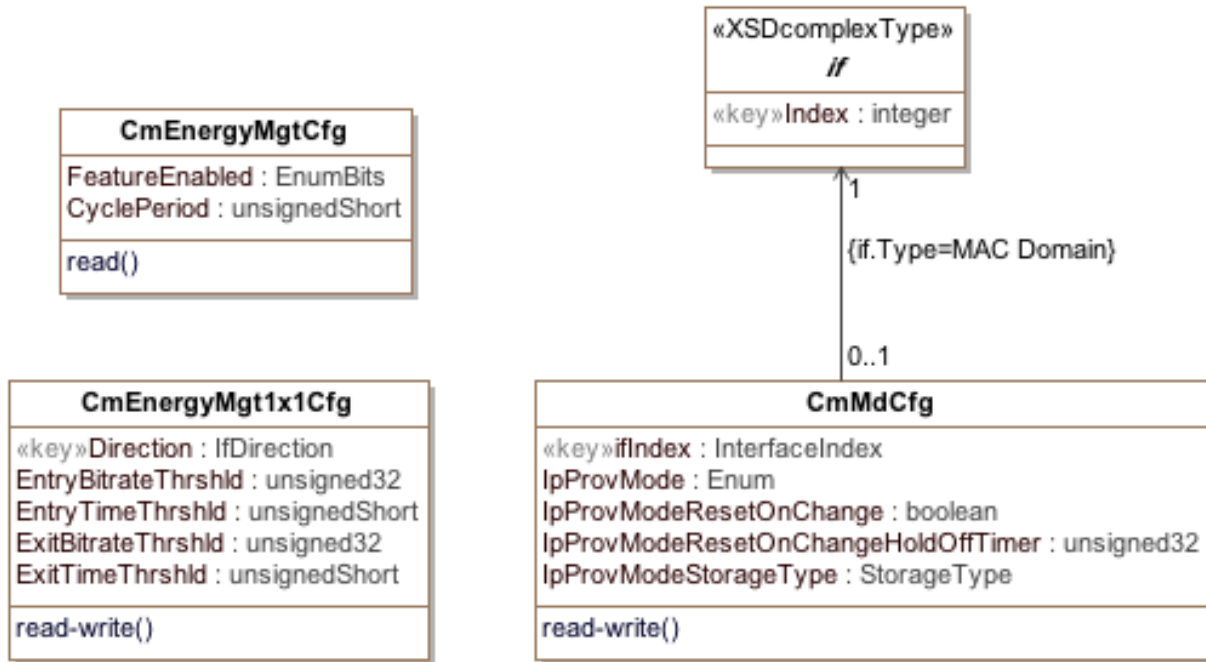 «XSDcomplexType»
if
«key»Index : integer
CmEnergyMgtCfg
FeatureEnabled : EnumBits
CyclePeriod : unsignedShort
read()
1
{if.Type=MAC Domain}
0..1
CmEnergyMgt1x1Cfg
«key»Direction : IfDirection
EntryBitrateThrshld : unsigned32
EntryTimeThrshld : unsignedShort
ExitBitrateThrshld : unsigned32
ExitTimeThrshld : unsignedShort
read-write()
CmMdCfg
«key»ifIndex : InterfaceIndex
IpProvMode : Enum
IpProvModeResetOnChange : boolean
IpProvModeResetOnChangeHoldOffTimer : unsigned32
IpProvModeStorageType : StorageType
read-write()